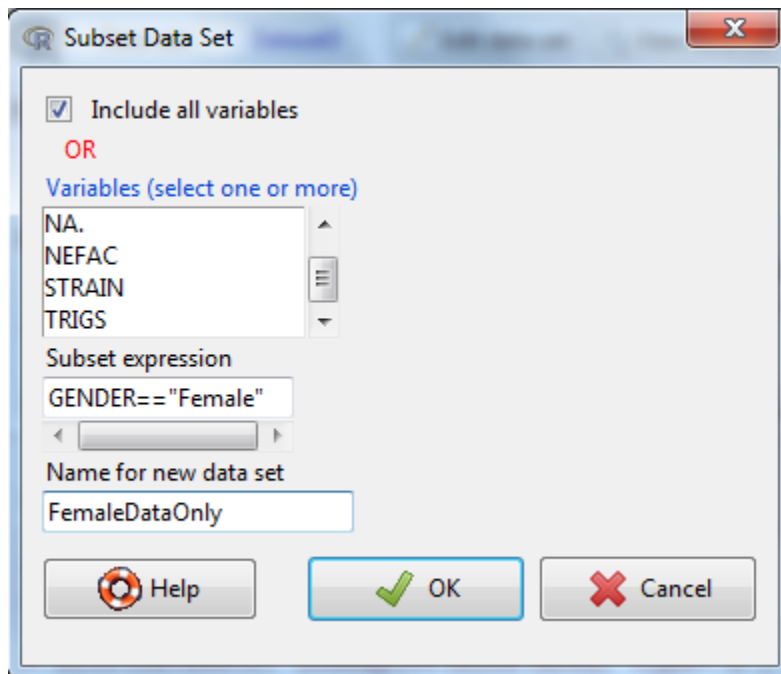 Subset Data Set
Include all variables
OR
Variables (select one or more)
NA.
NEFAC
STRAIN
TRIGS
Subset expression
GENDER=="Female"
Name for new data set
FemaleDataOnly
Help
OK
Cancel